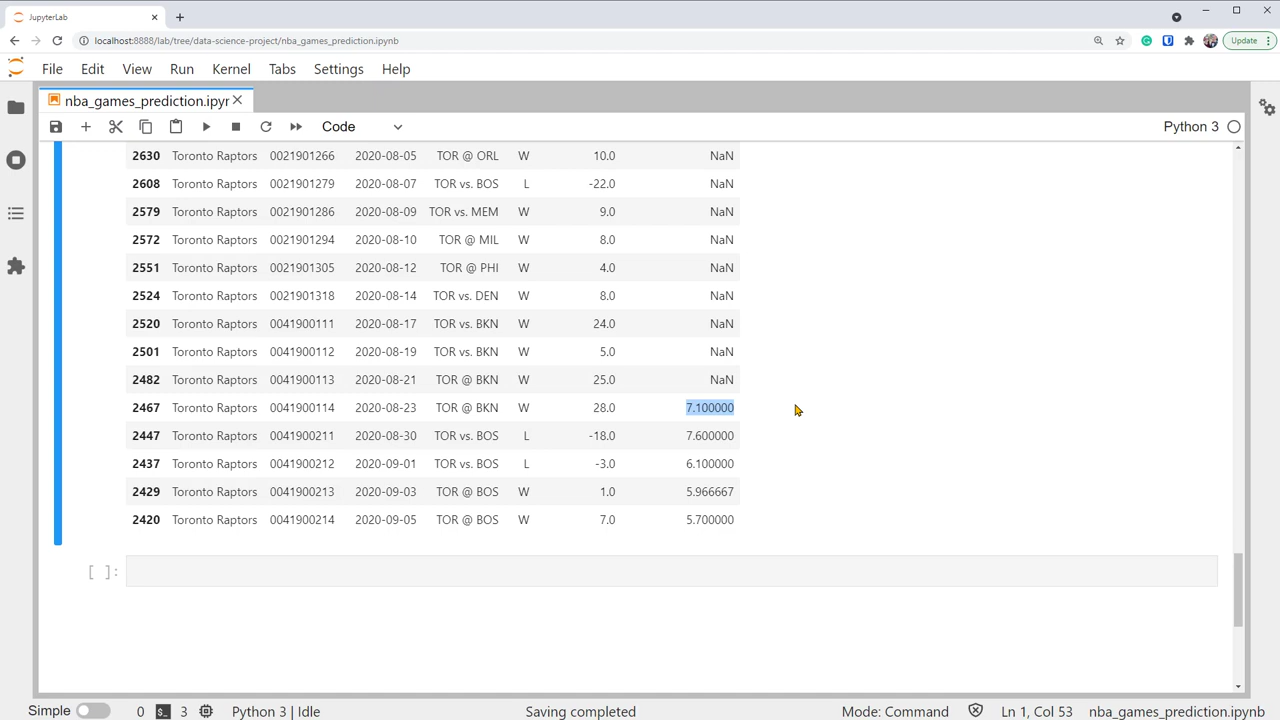 JupyterLab
localhost:8888/lab/tree/data-science-project/nba_games_prediction.ipynb
Update
File Edit View Run Kernel Tabs Settings Help
nba_games_prediction.ipyr
Code
Python 3
2630 Toronto Raptors 0021901266 2020-08-05 TOR @ ORL W 10.0 NaN
2608 Toronto Raptors 0021901279 2020-08-07 TOR vs. BOS L -22.0 NaN
2579 Toronto Raptors 0021901286 2020-08-09 TOR vs. MEM W 9.0 NaN
2572 Toronto Raptors 0021901294 2020-08-10 TOR @ MIL W 8.0 NaN
2551 Toronto Raptors 0021901305 2020-08-12 TOR @ PHI W 4.0 NaN
2524 Toronto Raptors 0021901318 2020-08-14 TOR vs. DEN W 8.0 NaN
2520 Toronto Raptors 0041900111 2020-08-17 TOR vs. BKN W 24.0 NaN
2501 Toronto Raptors 0041900112 2020-08-19 TOR vs. BKN W 5.0 NaN
2482 Toronto Raptors 0041900113 2020-08-21 TOR @ BKN W 25.0 NaN
2467 Toronto Raptors 0041900114 2020-08-23 TOR @ BKN W 28.0 7.100000
2447 Toronto Raptors 0041900211 2020-08-30 TOR vs. BOS L -18.0 7.600000
2437 Toronto Raptors 0041900212 2020-09-01 TOR vs. BOS L -3.0 6.100000
2429 Toronto Raptors 0041900213 2020-09-03 TOR @ BOS W 1.0 5.966667
2420 Toronto Raptors 0041900214 2020-09-05 TOR @ BOS W 7.0 5.700000
[ ]:
Simple 0 3 Python 3 | Idle Saving completed Mode: Command Ln 1, Col 53 nba_games_prediction.ipynb